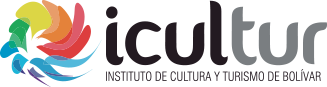 icultur
INSTITUTO DE CULTURA Y TURISMO DE BOLÍVAR